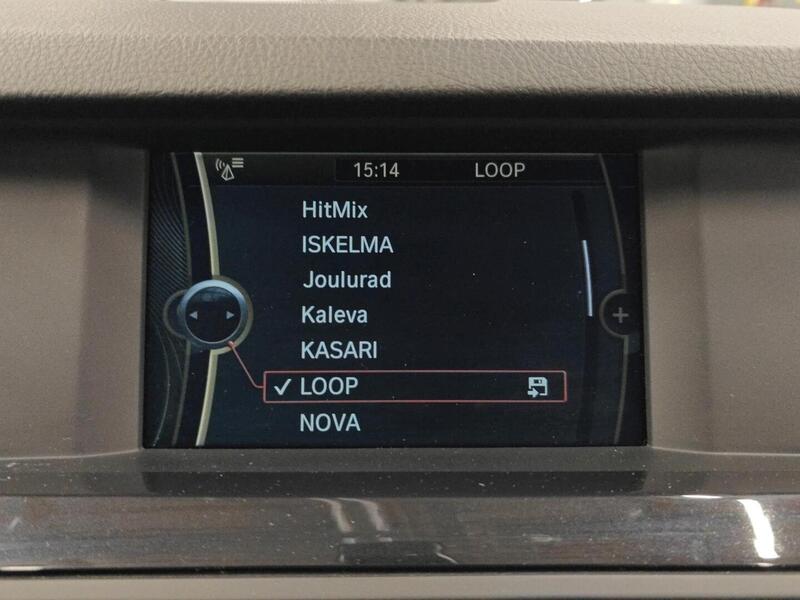 15:14 LOOP
HitMix
ISKELMA
Joulurad
Kaleva
KASARI
LOOP
NOVA